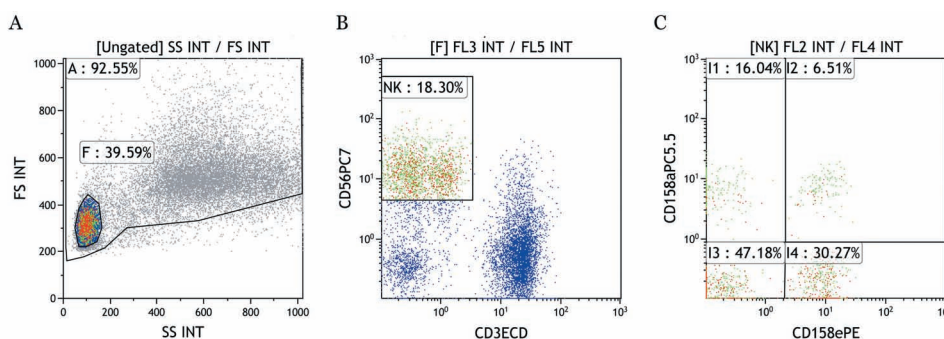 A
[Ungated] SS INT / FS INT
A : 92.55%
F : 39.59%
FS INT
1000
800
600
400
200
0
0
200
400
600
800
1000
SS INT
B
[F] FL3 INT / FL5 INT
NK : 18.30%
CD56PC7
10³
10²
10¹
10⁰
10⁰
10¹
10²
10³
CD3ECD
C
[NK] FL2 INT / FL4 INT
I1 : 16.04%
I2 : 6.51%
I3 : 47.18%
I4 : 30.27%
CD158aPC5.5
10³
10²
10¹
10⁰
10⁰
10¹
10²
CD158ePE